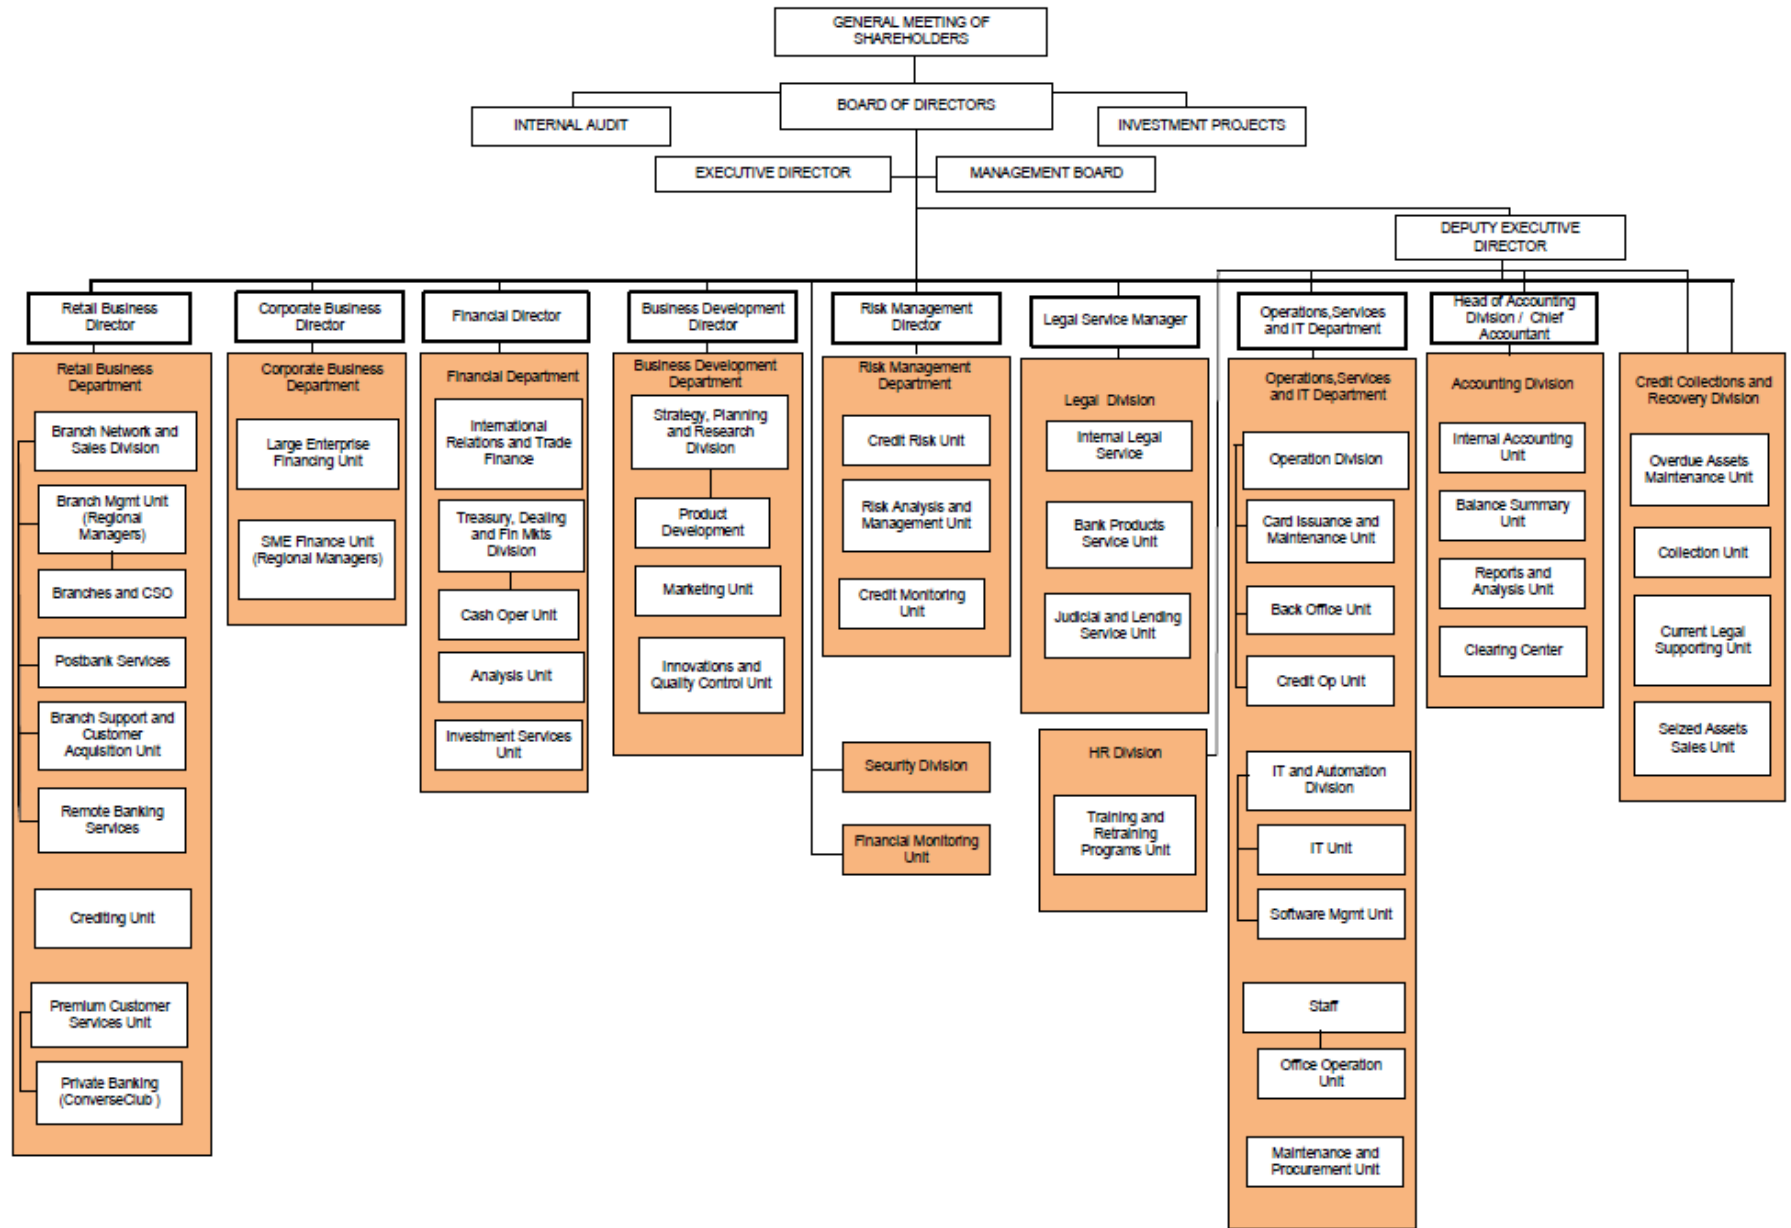 GENERAL MEETING OF
SHAREHOLDERS
BOARD OF DIRECTORS
INTERNAL AUDIT
INVESTMENT PROJECTS
EXECUTIVE DIRECTOR
MANAGEMENT BOARD
DEPUTY EXECUTIVE
DIRECTOR
Retail Business
Director
Corporate Business
Director
Financial Director
Business Development
Director
Risk Management
Director
Legal Service Manager
Operations,Services
and IT Department
Head of Accounting
Division / Chief
Accountant
Retail Business
Department
Branch Network and
Sales Division
Branch Mgmt Unit
(Regional
Managers)
Branches and CSO
Postbank Services
Branch Support and
Customer
Acquisition Unit
Remote Banking
Services
Crediting Unit
Premium Customer
Services Unit
Private Banking
(ConverseClub )
Corporate Business
Department
Large Enterprise
Financing Unit
SME Finance Unit
(Regional Managers)
Financial Department
International
Relations and Trade
Finance
Treasury, Dealing
and Fin Mkts
Division
Cash Oper Unit
Analysis Unit
Investment Services
Unit
Business Development
Department
Strategy, Planning
and Research
Division
Product
Development
Marketing Unit
Innovations and
Quality Control Unit
Risk Management
Department
Credit Risk Unit
Risk Analysis and
Management Unit
Credit Monitoring
Unit
Security Division
Financial Monitoring
Unit
Legal Division
Internal Legal
Service
Bank Products
Service Unit
Judicial and Lending
Service Unit
HR Division
Training and
Retraining
Programs Unit
Operations,Services
and IT Department
Operation Division
Card Issuance and
Maintenance Unit
Back Office Unit
Credit Op Unit
IT and Automation
Division
IT Unit
Software Mgmt Unit
Staff
Office Operation
Unit
Maintenance and
Procurement Unit
Accounting Division
Internal Accounting
Unit
Balance Summary
Unit
Reports and
Analysis Unit
Clearing Center
Credit Collections and
Recovery Division
Overdue Assets
Maintenance Unit
Collection Unit
Current Legal
Supporting Unit
Seized Assets
Sales Unit